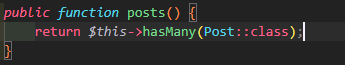 public function posts() {
    return $this->hasMany(Post::class);
}